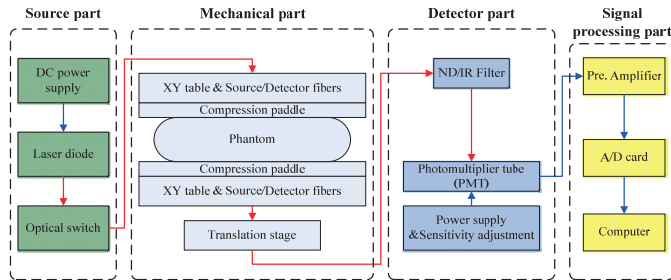 Source part
Mechanical part
Detector part
Signal
processing part
DC power
supply
Laser diode
Optical switch
XY table & Source/Detector fibers
Compression paddle
Phantom
Compression paddle
XY table & Source/Detector fibers
Translation stage
ND/IR Filter
Photomultiplier tube
(PMT)
Power supply
&Sensitivity adjustment
Pre. Amplifier
A/D card
Computer